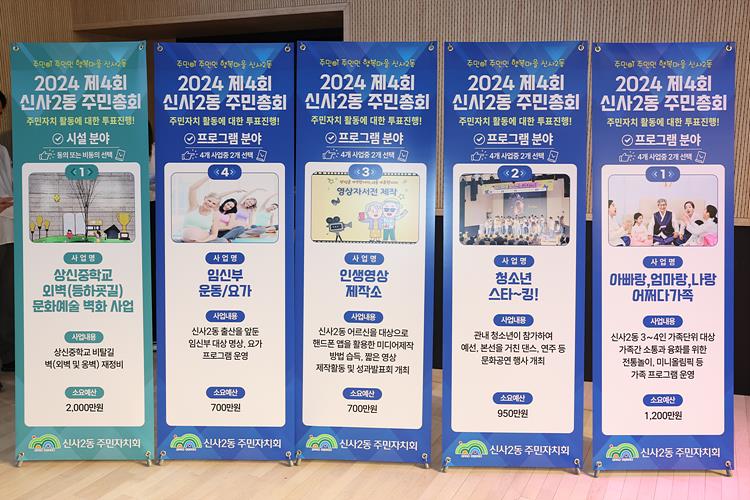 주민이 주인인 행복마을 신사2동
2024 제4회
신사2동 주민총회
주민자치 활동에 대한 투표진행!
시설 분야
동의 또는 비동의 선택
1
사 업 명
상신중학교
외벽(등하굣길)
문화예술 벽화 사업
사업내용
상신중학교 비탈길
벽(외벽 및 옹벽) 재정비
소요예산
2,000만원
신사2동 주민자치회
주민이 주인인 행복마을 신사2동
2024 제4회
신사2동 주민총회
주민자치 활동에 대한 투표진행!
프로그램 분야
4개 사업중 2개 선택
4
사 업 명
임신부
운동/요가
사업내용
신사2동 출산을 앞둔
임신부 대상 명상, 요가
프로그램 운영
소요예산
700만원
신사2동 주민자치회
주민이 주인인 행복마을 신사2동
2024 제4회
신사2동 주민총회
주민자치 활동에 대한 투표진행!
프로그램 분야
4개 사업중 2개 선택
3
영상자서전 제작
사 업 명
인생영상
제작소
사업내용
신사2동 어르신을 대상으로
핸드폰 앱을 활용한 미디어제작
방법 습득, 짧은 영상
제작활동 및 성과발표회 개최
소요예산
700만원
신사2동 주민자치회
주민이 주인인 행복마을 신사2동
2024 제4회
신사2동 주민총회
주민자치 활동에 대한 투표진행!
프로그램 분야
4개 사업중 2개 선택
2
사 업 명
청소년
스타~킹!
사업내용
관내 청소년이 참가하여
예선, 본선을 거친 댄스, 연주 등
문화공연 행사 개최
소요예산
950만원
신사2동 주민자치회
주민이 주인인 행복마을 신사2동
2024 제4회
신사2동 주민총회
주민자치 활동에 대한 투표진행!
프로그램 분야
4개 사업중 2개 선택
1
사 업 명
아빠랑,엄마랑,나랑
어쩌다가족
사업내용
신사2동 3~4인 가족단위 대상
가족간 소통과 융화를 위한
전통놀이, 미니올림픽 등
가족 프로그램 운영
소요예산
1,200만원
신사2동 주민자치회